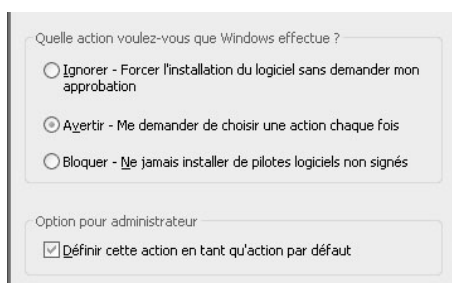 Quelle action voulez-vous que Windows effectue ?
Ignorer - Forcer l'installation du logiciel sans demander mon
approbation
Avertir - Me demander de choisir une action chaque fois
Bloquer - Ne jamais installer de pilotes logiciels non signés
Option pour administrateur
Définir cette action en tant qu'action par défaut